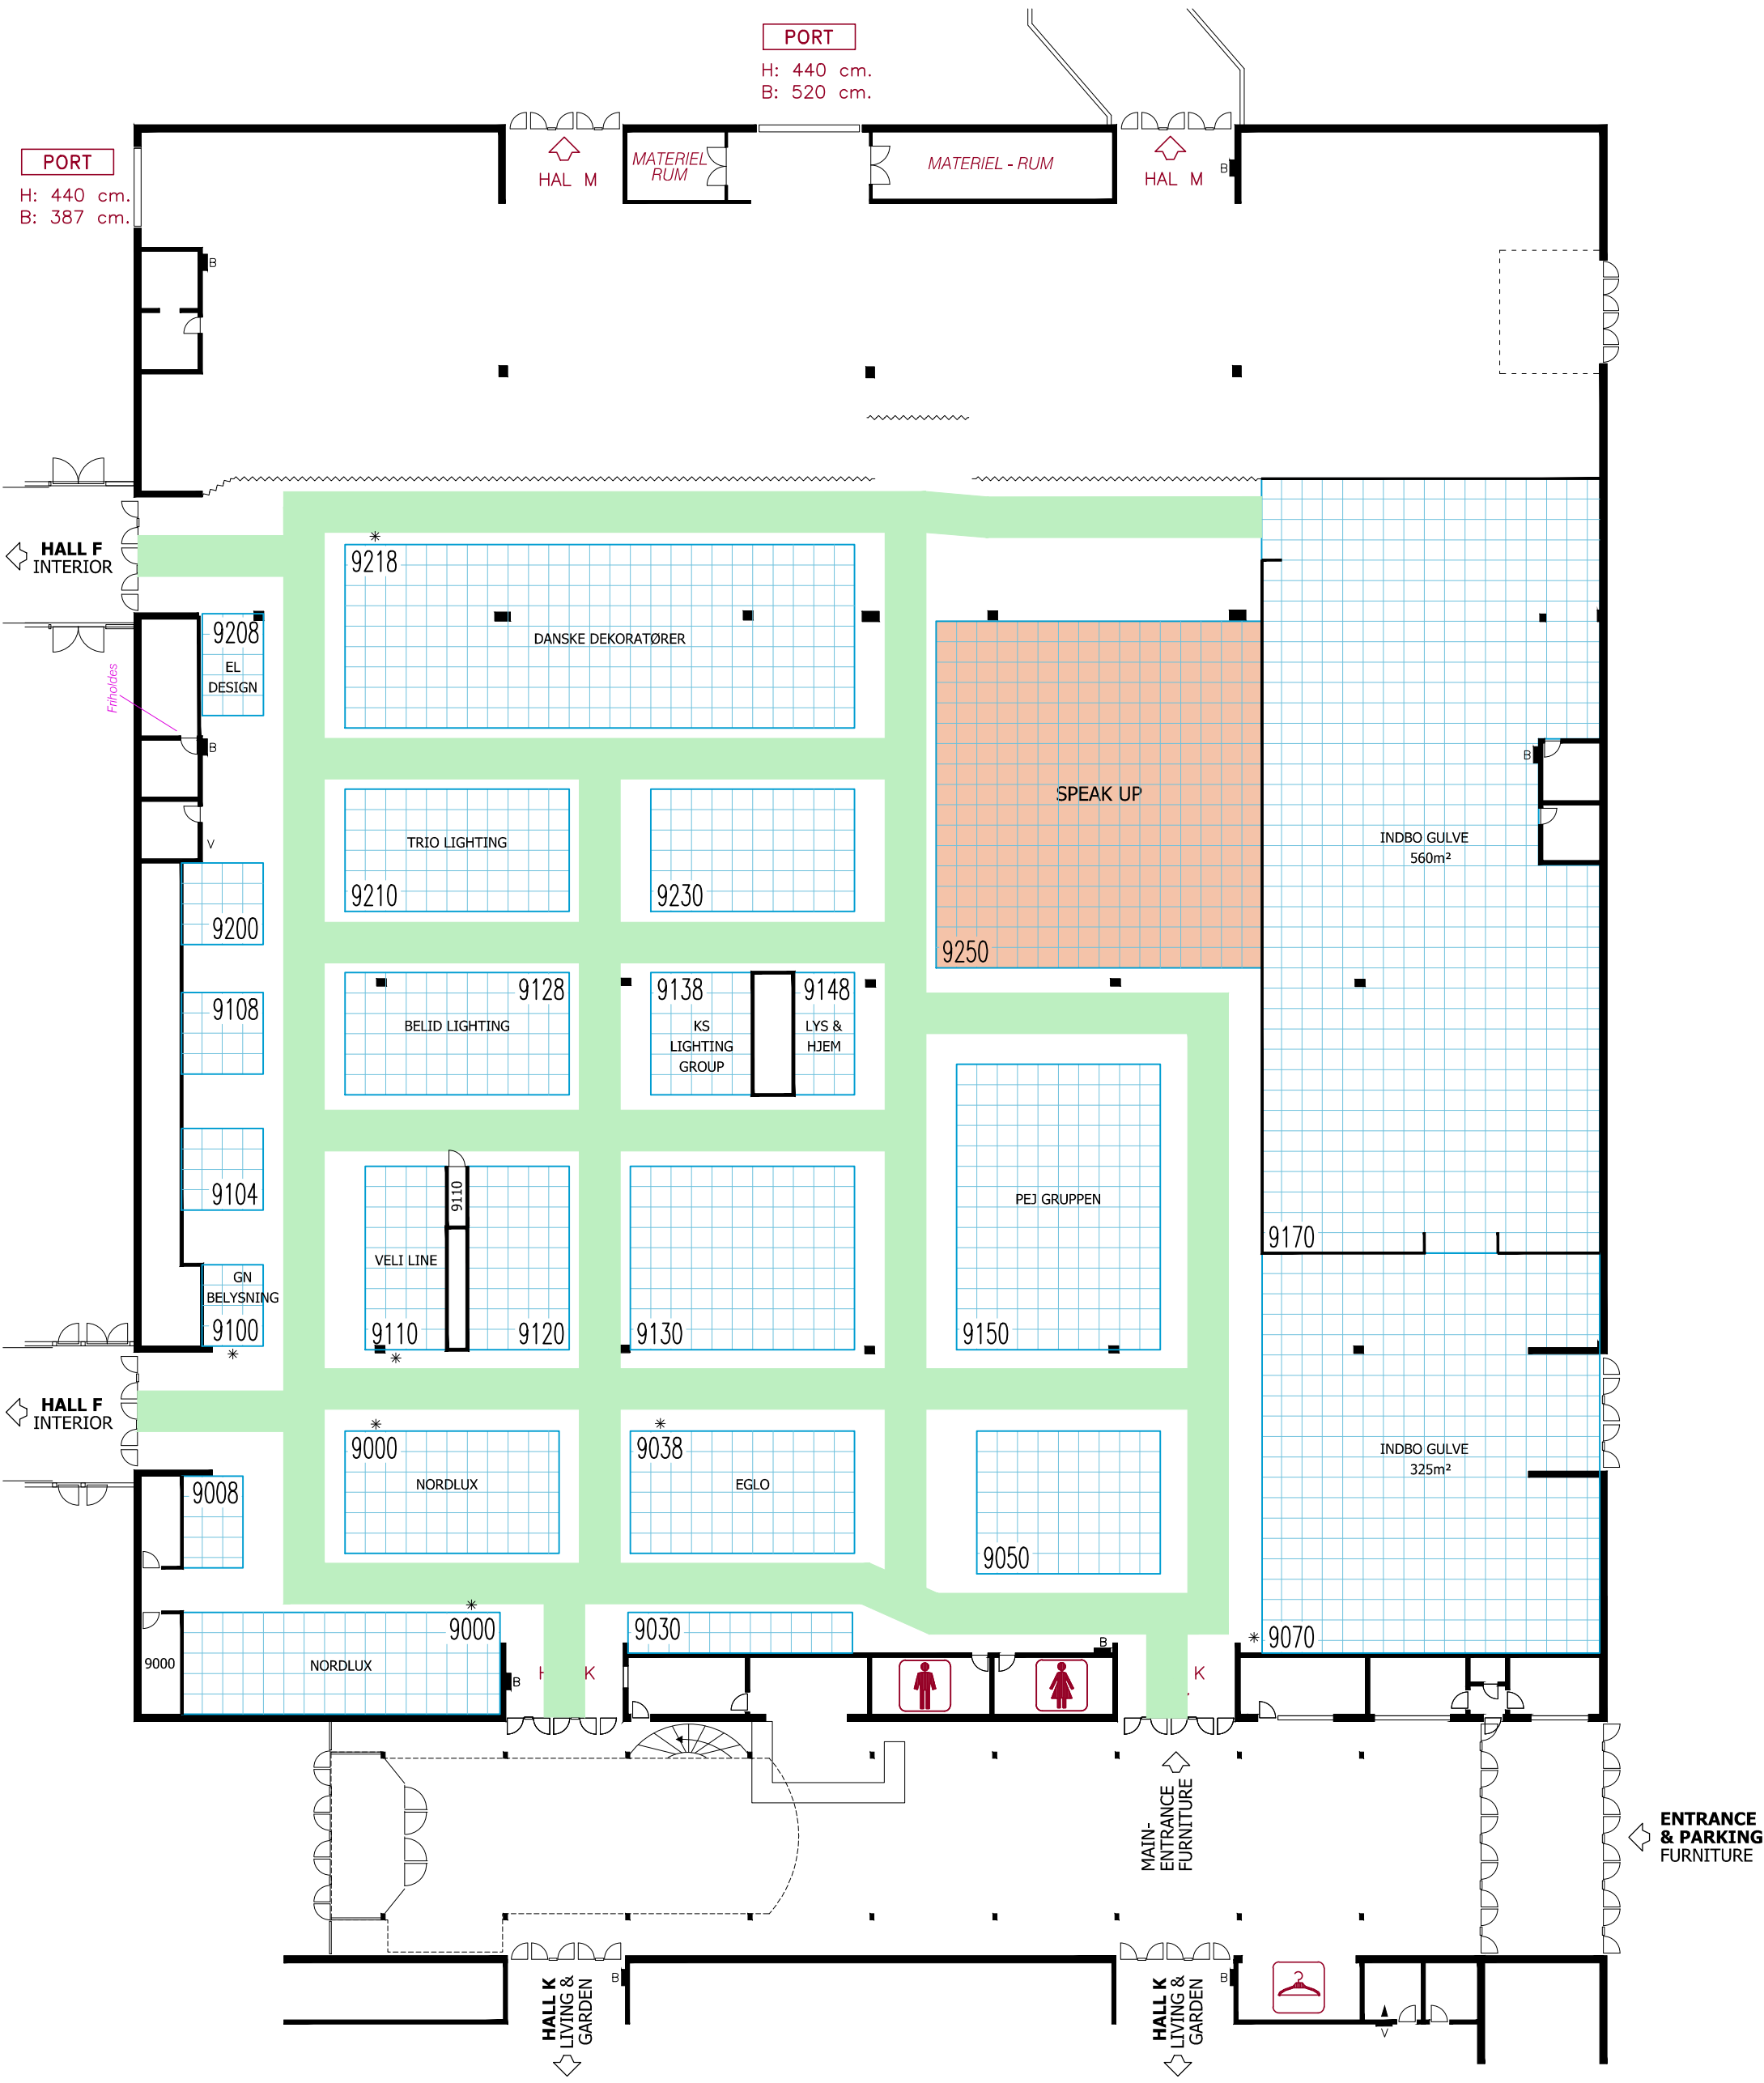 PORT
H: 440 cm.
B: 520 cm.
PORT
H: 440 cm.
B: 387 cm.
HAL M
MATERIEL
RUM
MATERIEL - RUM
HAL M
B
B
HALL F
INTERIOR
9218
DANSKE DEKORATØRER
9208
EL
DESIGN
Friholdes
B
V
SPEAK UP
9250
B
INDBO GULVE
560m²
TRIO LIGHTING
9210
9230
9200
9128
BELID LIGHTING
9138
KS
LIGHTING
GROUP
9148
LYS &
HJEM
9108
9104
9110
VELI LINE
9110
9120
9130
PEJ GRUPPEN
9150
9170
GN
BELYSNING
9100
HALL F
INTERIOR
9000
NORDLUX
9038
EGLO
9050
INDBO GULVE
325m²
9008
9000
9000
NORDLUX
9030
9070
B
B
K
K
MAIN-
ENTRANCE
FURNITURE
ENTRANCE
& PARKING
FURNITURE
HALL K
LIVING &
GARDEN
B
HALL K
LIVING &
GARDEN
B
V